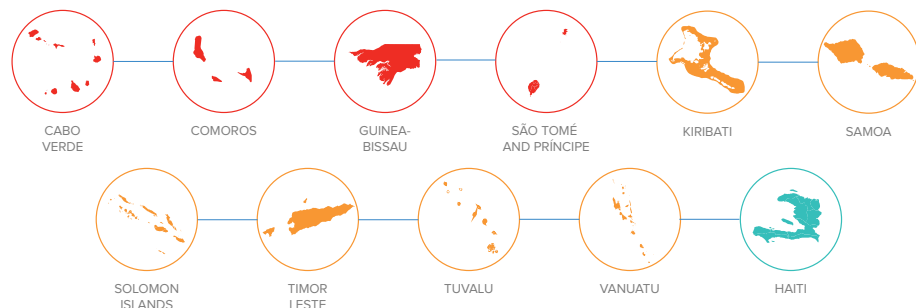 CABO
VERDE
COMOROS
GUINEA-
BISSAU
SÃO TOMÉ
AND PRÍNCIPE
KIRIBATI
SAMOA
SOLOMON
ISLANDS
TIMOR
LESTE
TUVALU
VANUATU
HAITI